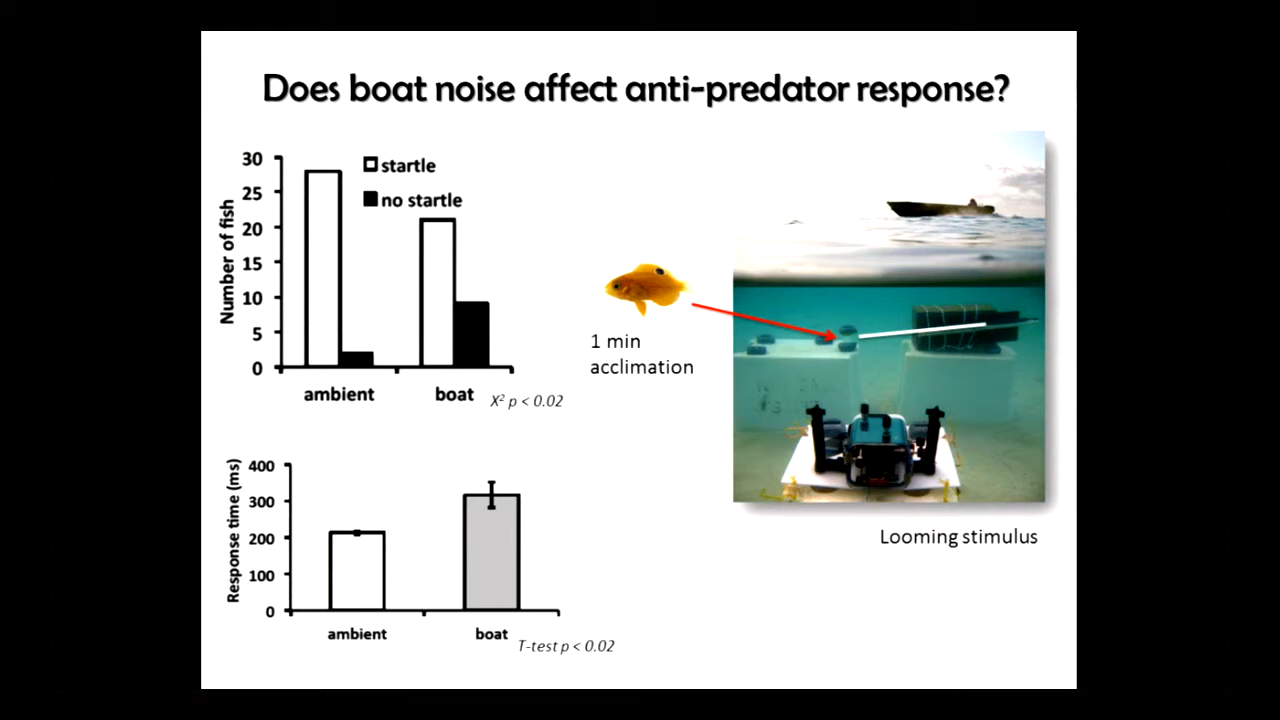 Does boat noise affect anti-predator response?
30
25
20
15
10
5
0
Number of fish
startle
no startle
ambient
boat
X² p < 0.02
1 min
acclimation
Looming stimulus
400
300
200
100
0
Response time (ms)
ambient
boat
T-test p < 0.02